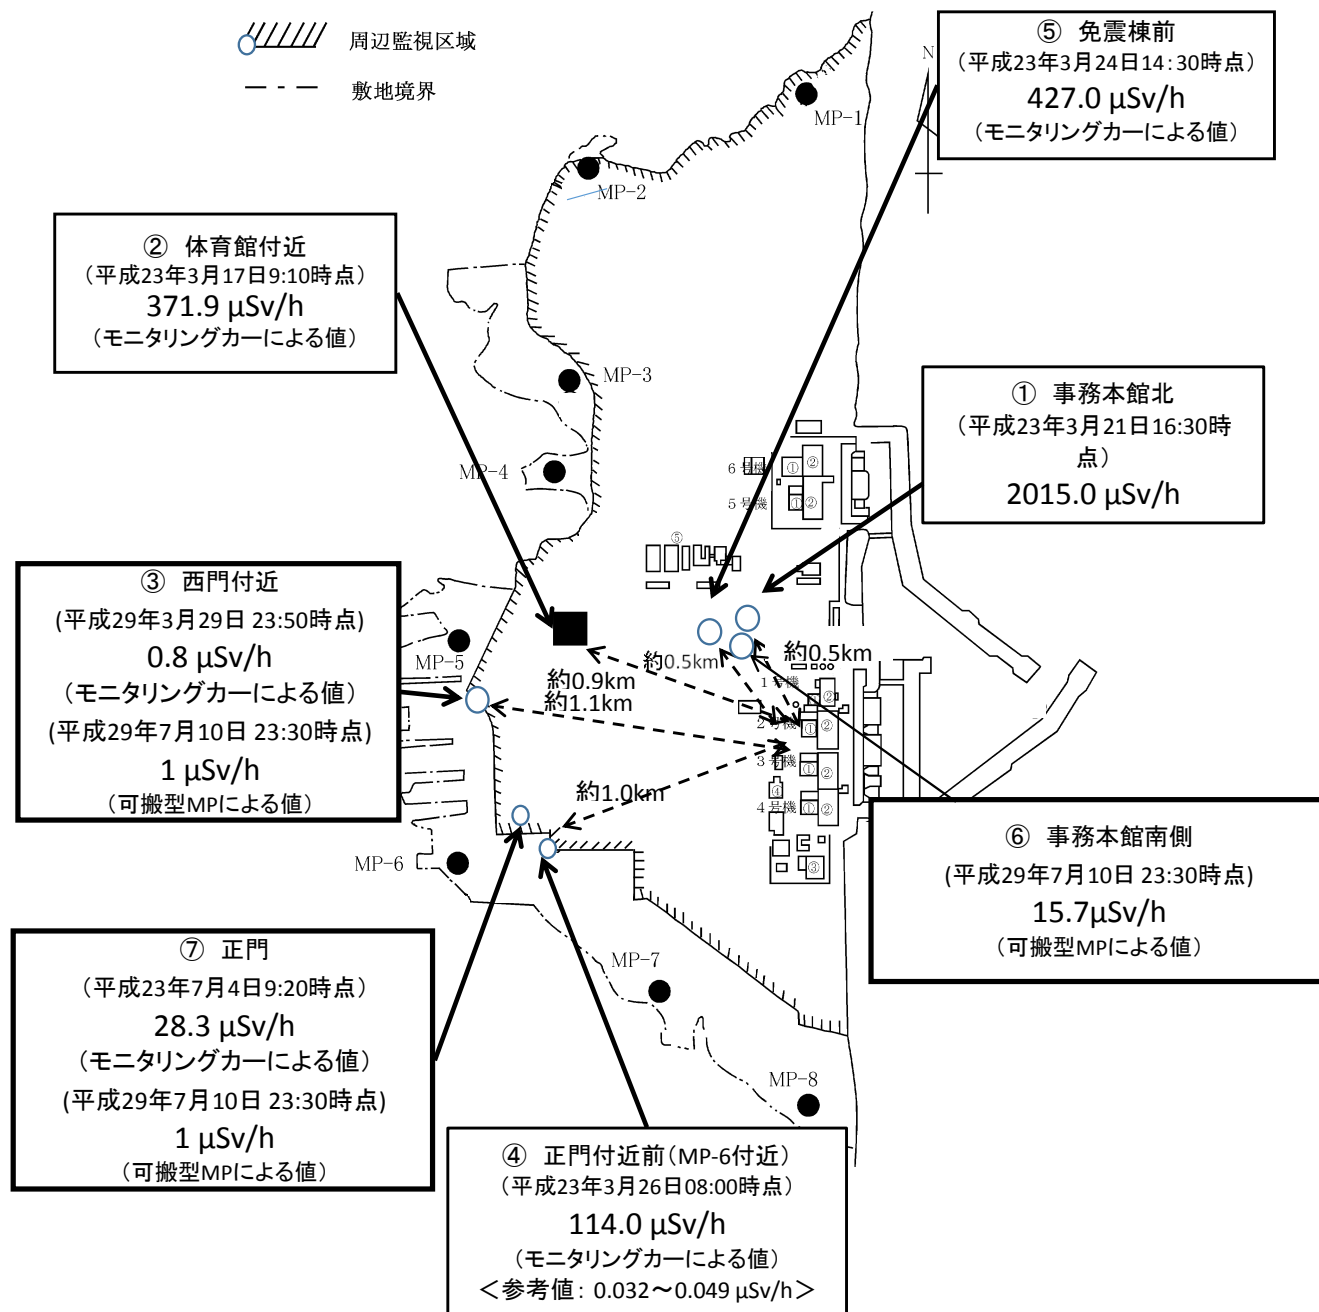 周辺監視区域
敷地境界
⑤ 免震棟前
（平成23年3月24日14：30時点）
427.0 μSv/h
（モニタリングカーによる値）
N
MP-1
MP-2
② 体育館付近
（平成23年3月17日9:10時点）
371.9 μSv/h
（モニタリングカーによる値）
MP-3
① 事務本館北
（平成23年3月21日16:30時
点）
2015.0 μSv/h
MP-4
６号機
①
②
５号機
①
②
⑤
③ 西門付近
(平成29年3月29日 23:50時点)
0.8 μSv/h
（モニタリングカーによる値）
(平成29年7月10日 23:30時点)
1 μSv/h
（可搬型MPによる値）
MP-5
約0.5km
約0.5km
約0.9km
約1.1km
１号機
②
２号機
①
②
３号機
①
②
約1.0km
④
４号機
①
②
③
MP-6
⑥ 事務本館南側
(平成29年7月10日 23:30時点)
15.7μSv/h
（可搬型MPによる値）
⑦ 正門
（平成23年7月4日9:20時点）
28.3 μSv/h
（モニタリングカーによる値）
(平成29年7月10日 23:30時点)
1 μSv/h
（可搬型MPによる値）
MP-7
MP-8
④ 正門付近前（MP-6付近）
（平成23年3月26日08:00時点）
114.0 μSv/h
（モニタリングカーによる値）
＜参考値： 0.032～0.049 μSv/h＞